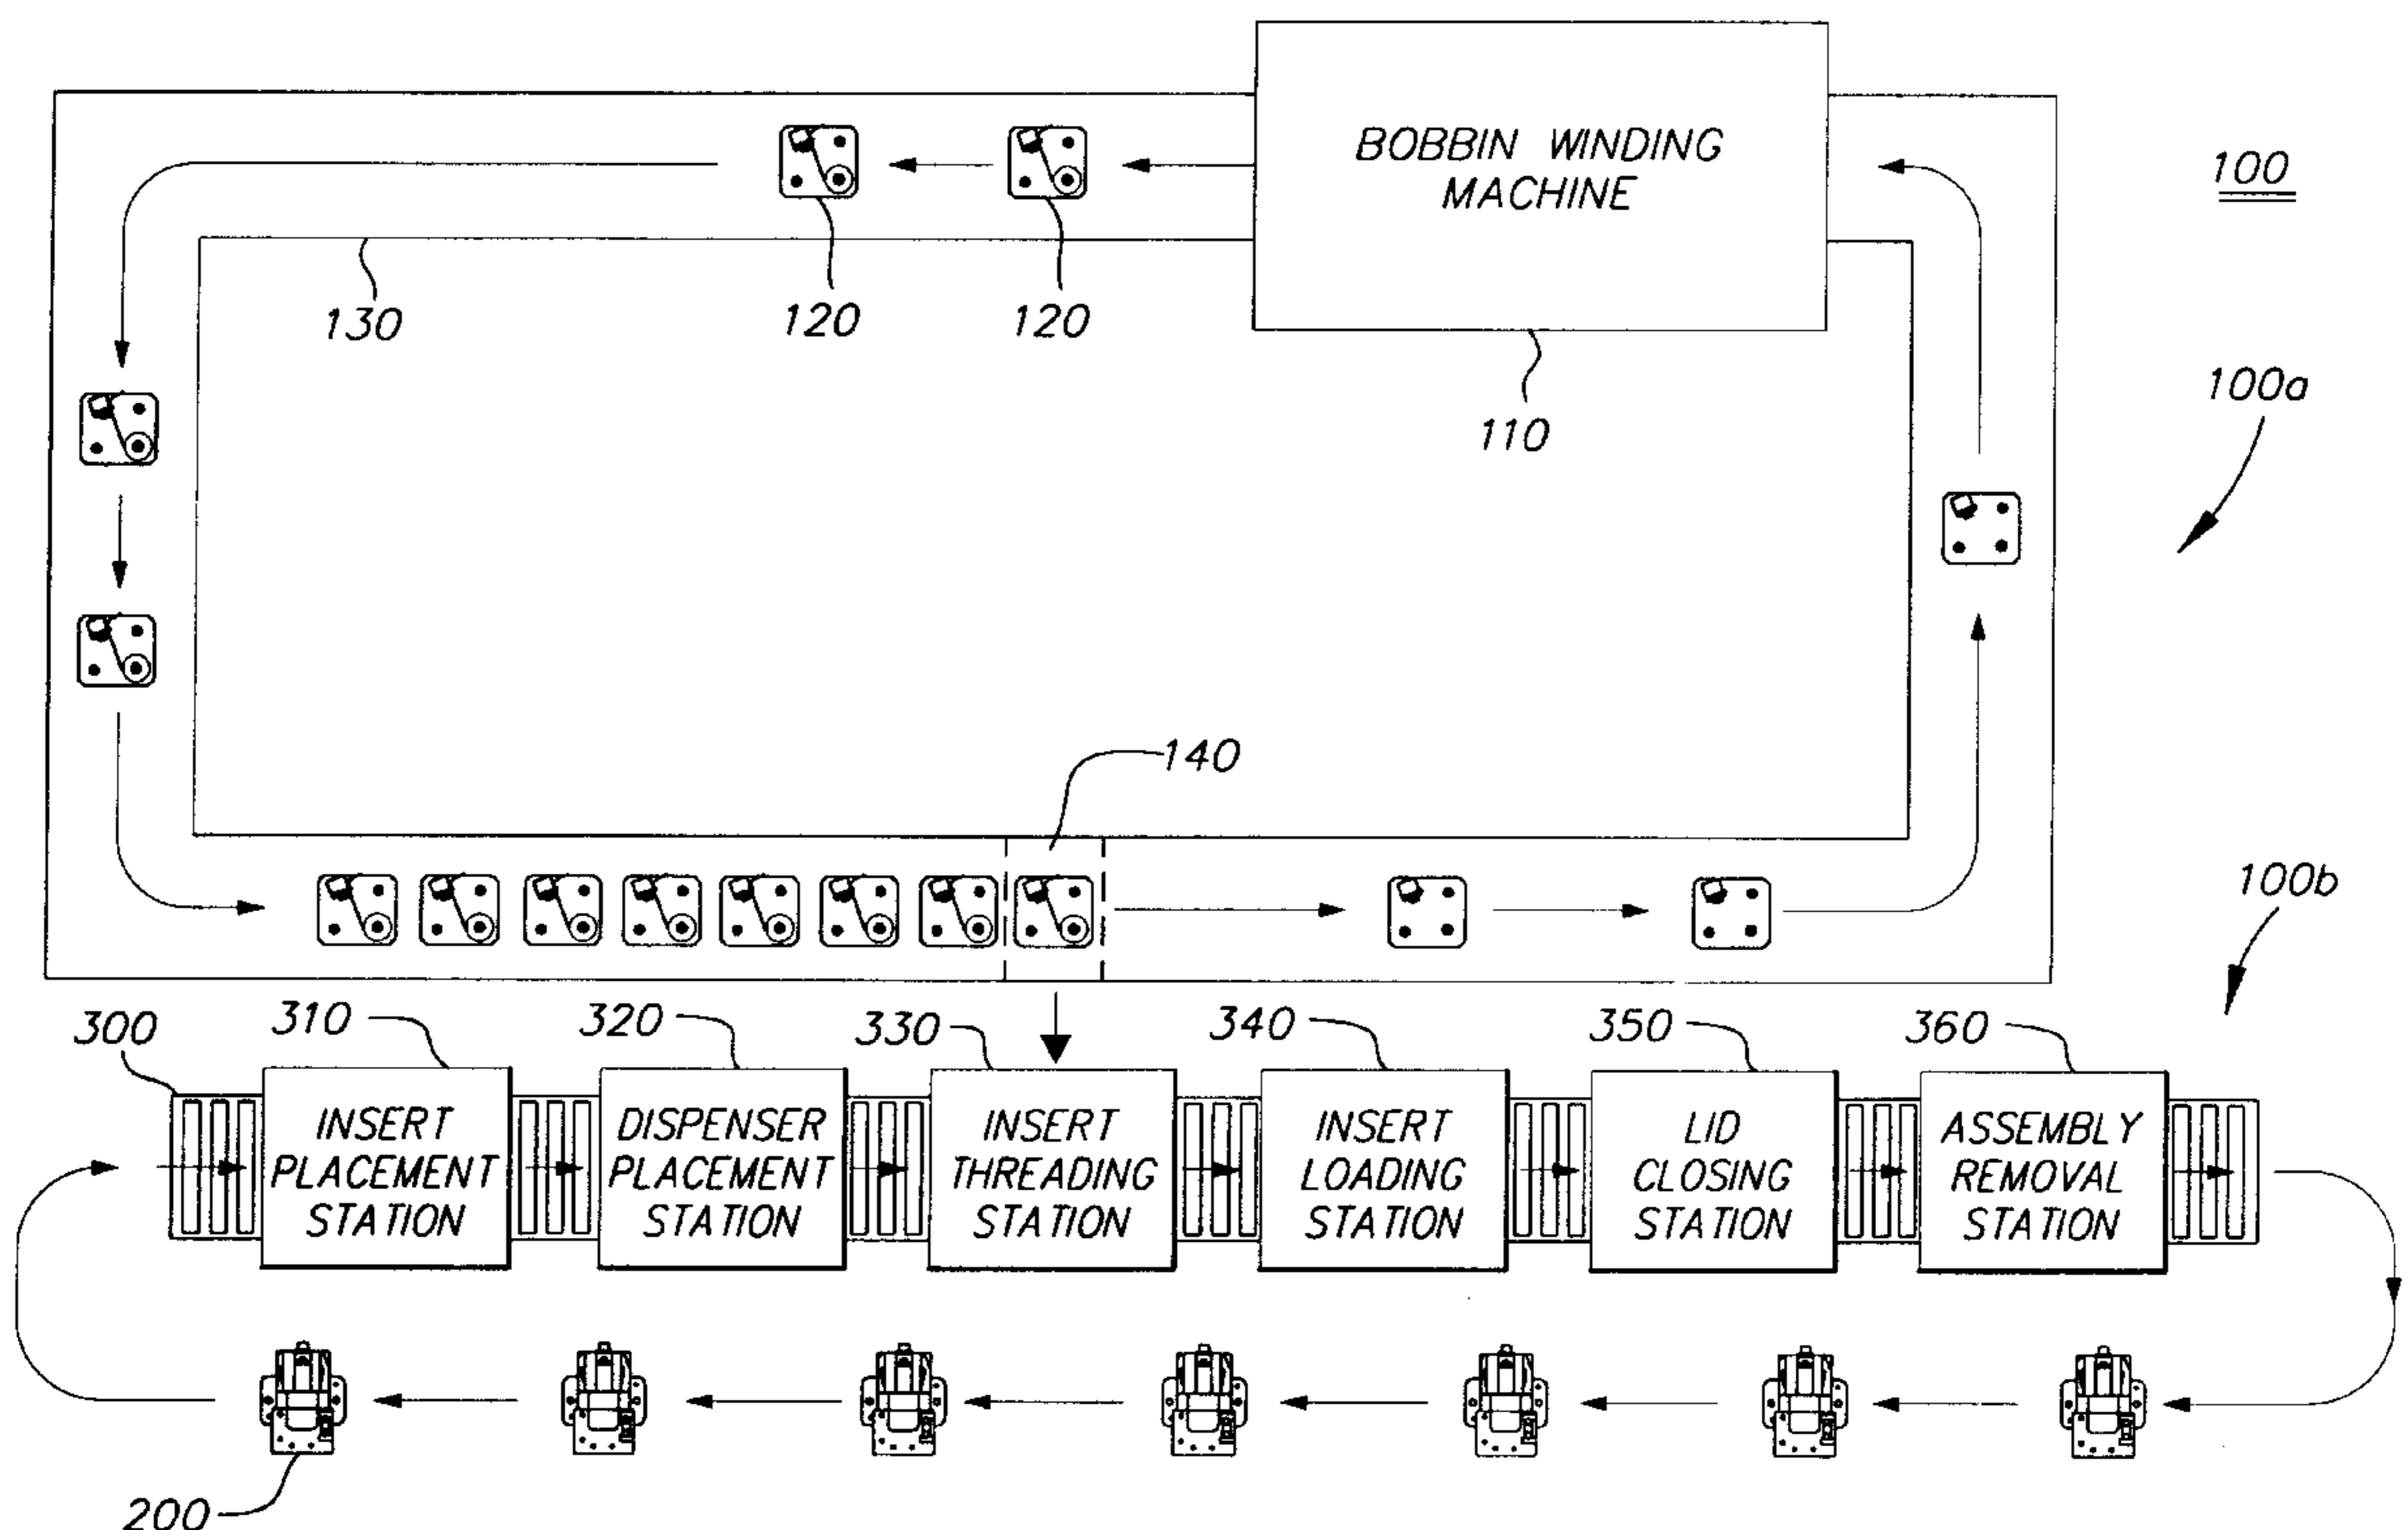 BOBBIN WINDING
MACHINE
100
130
120
120
110
100a
140
100b
300
310
320
330
340
350
360
INSERT
PLACEMENT
STATION
DISPENSER
PLACEMENT
STATION
INSERT
THREADING
STATION
INSERT
LOADING
STATION
LID
CLOSING
STATION
ASSEMBLY
REMOVAL
STATION
200